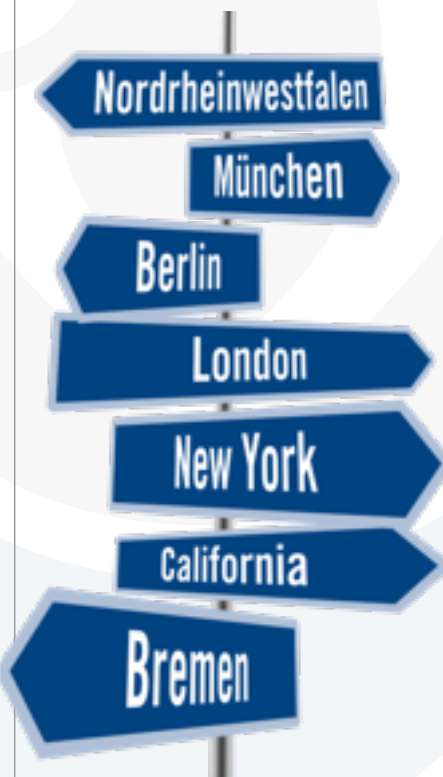 Nordrheinwestfalen
München
Berlin
London
New York
California
Bremen